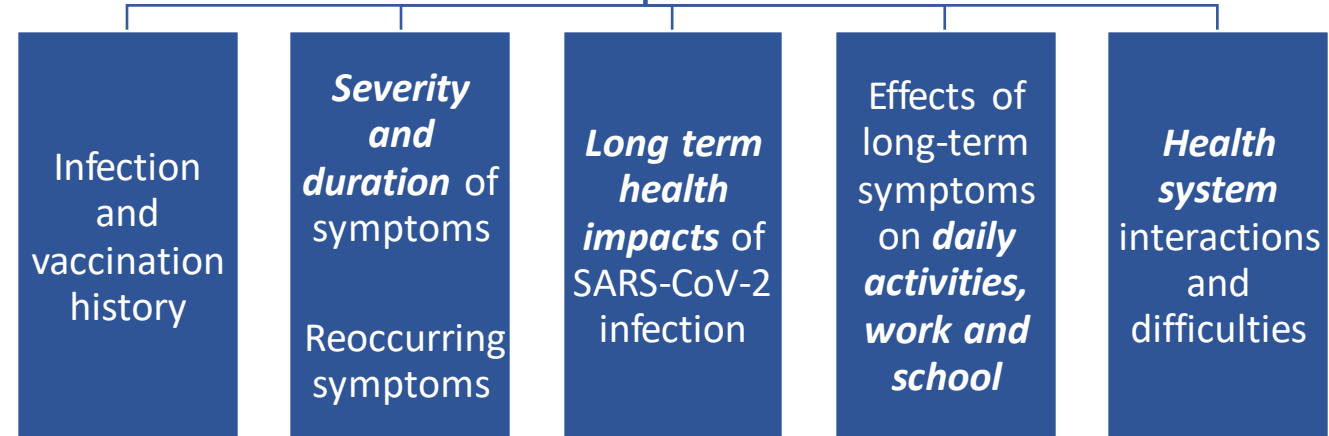 Infection
and
vaccination
history
Severity
and
duration of
symptoms
Reoccurring
symptoms
Long term
health
impacts of
SARS-CoV-2
infection
Effects of
long-term
symptoms
on daily
activities,
work and
school
Health
system
interactions
and
difficulties